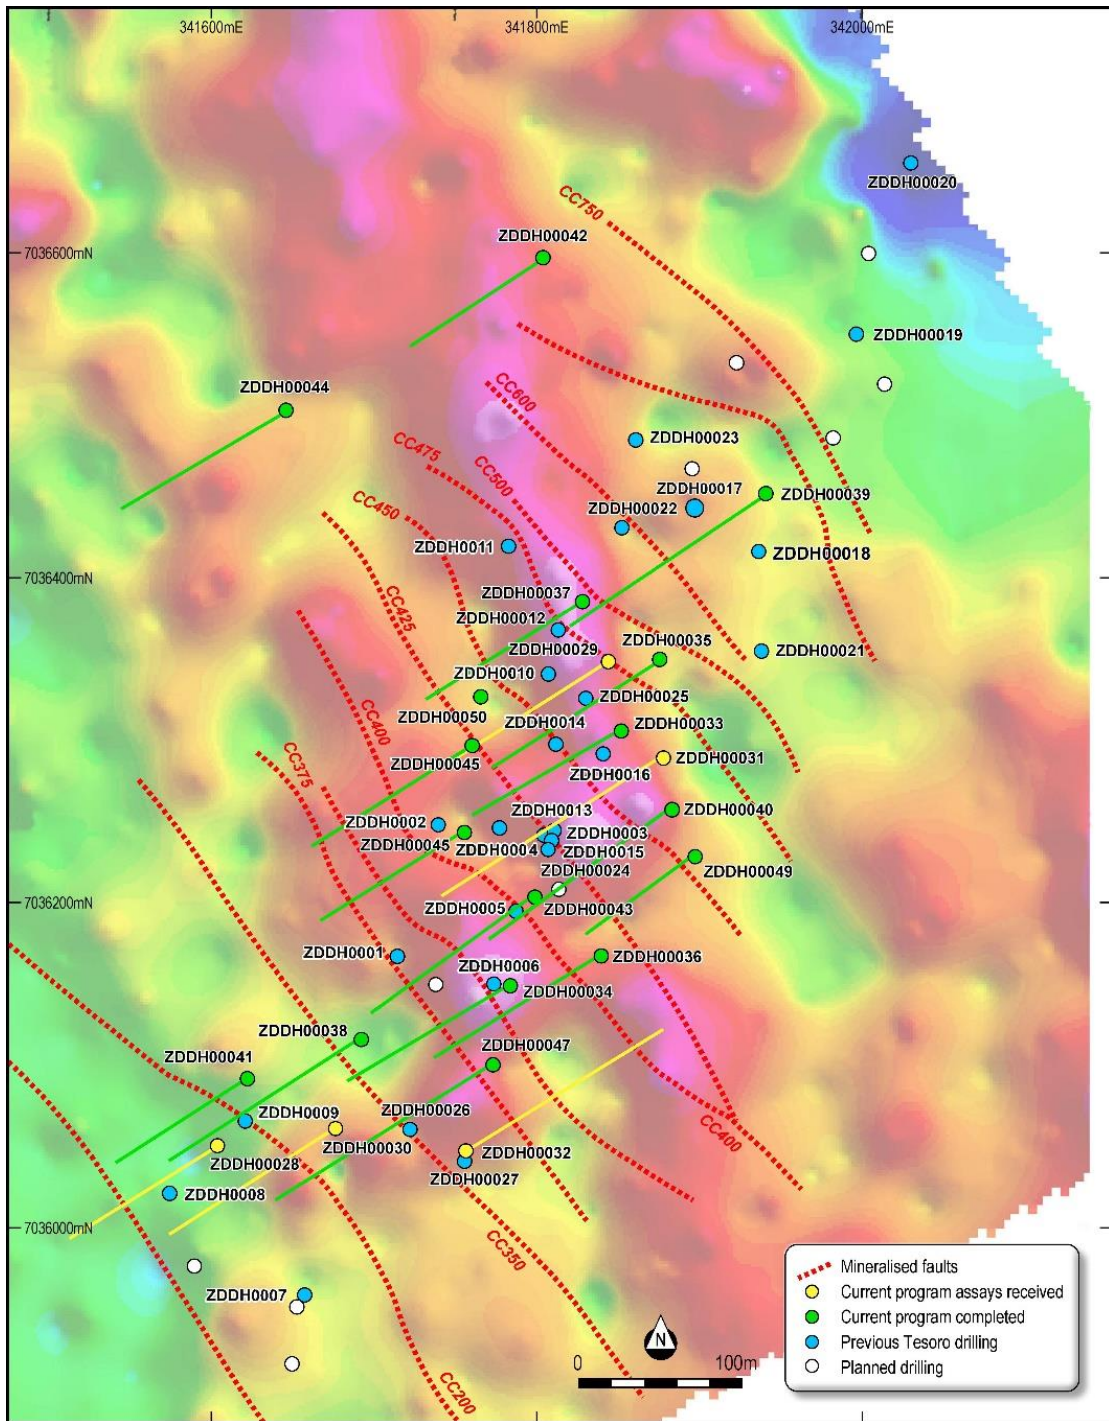 341600mE
341800mE
342000mE
ZDDH00020
CC750
ZDDH00042
7036600mN
ZDDH00019
ZDDH00044
CC600
ZDDH00023
CC475
CC500
ZDDH00017
ZDDH00039
CC450
ZDDH00022
ZDDH0011
ZDDH00018
7036400mN
ZDDH00037
CC425
ZDDH00012
ZDDH00035
ZDDH00029
ZDDH00021
ZDDH0010
ZDDH00025
ZDDH00050
CC400
ZDDH0014
ZDDH00033
ZDDH00045
ZDDH00031
CC375
ZDDH0016
ZDDH0013
ZDDH00040
ZDDH0002
ZDDH0003
ZDDH00045
ZDDH0004
ZDDH0015
ZDDH00024
ZDDH00049
7036200mN
ZDDH0005
ZDDH00043
ZDDH0001
ZDDH0006
ZDDH00036
ZDDH00034
ZDDH00038
ZDDH00047
ZDDH00041
ZDDH0009
ZDDH00026
CC400
ZDDH00030
ZDDH00032
ZDDH00028
ZDDH00027
ZDDH0008
7036000mN
CC350
ZDDH0007
CC200
N
0 100m
Mineralised faults
Current program assays received
Current program completed
Previous Tesoro drilling
Planned drilling